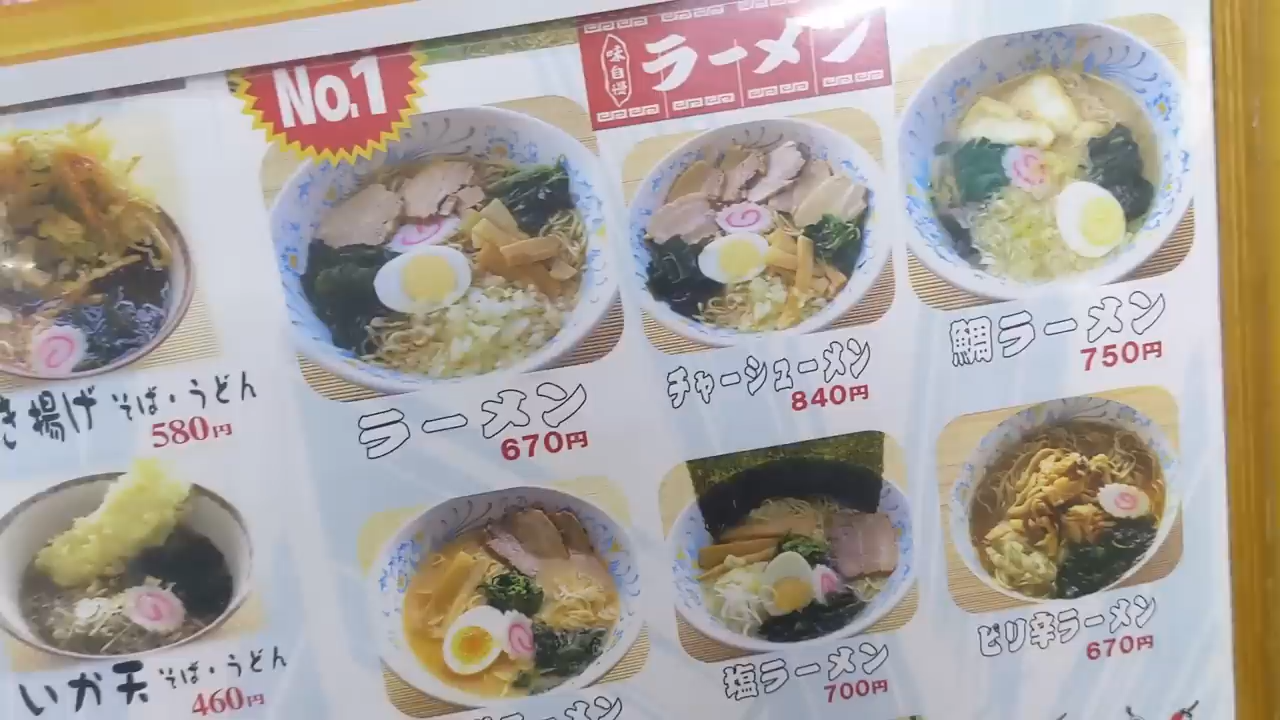 No.1
味自慢
ラーメン
ラーメン
670円
チャーシューメン
840円
鯛ラーメン
750円
き揚げ そば・うどん
580円
いか天 そば・うどん
460円
ラーメン
塩ラーメン
700円
ピリ辛ラーメン
670円